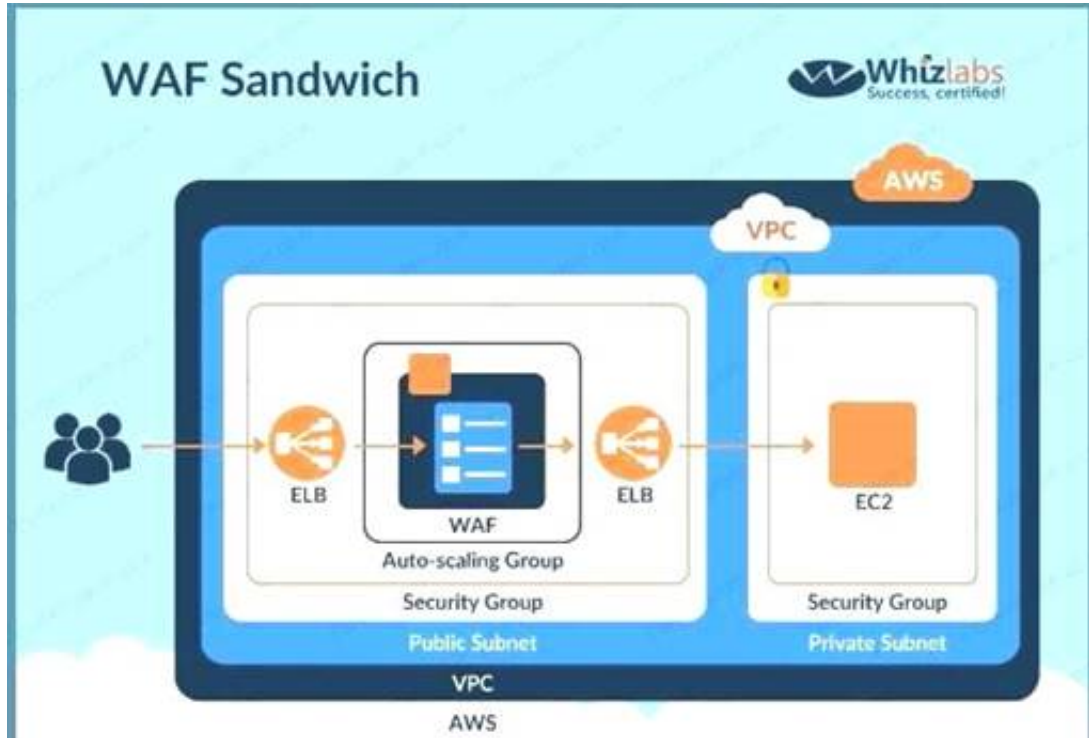 WAF Sandwich
Whizlabs
Success, certified!
AWS
VPC
ELB
WAF
ELB
EC2
Auto-scaling Group
Security Group
Security Group
Public Subnet
Private Subnet
VPC
AWS